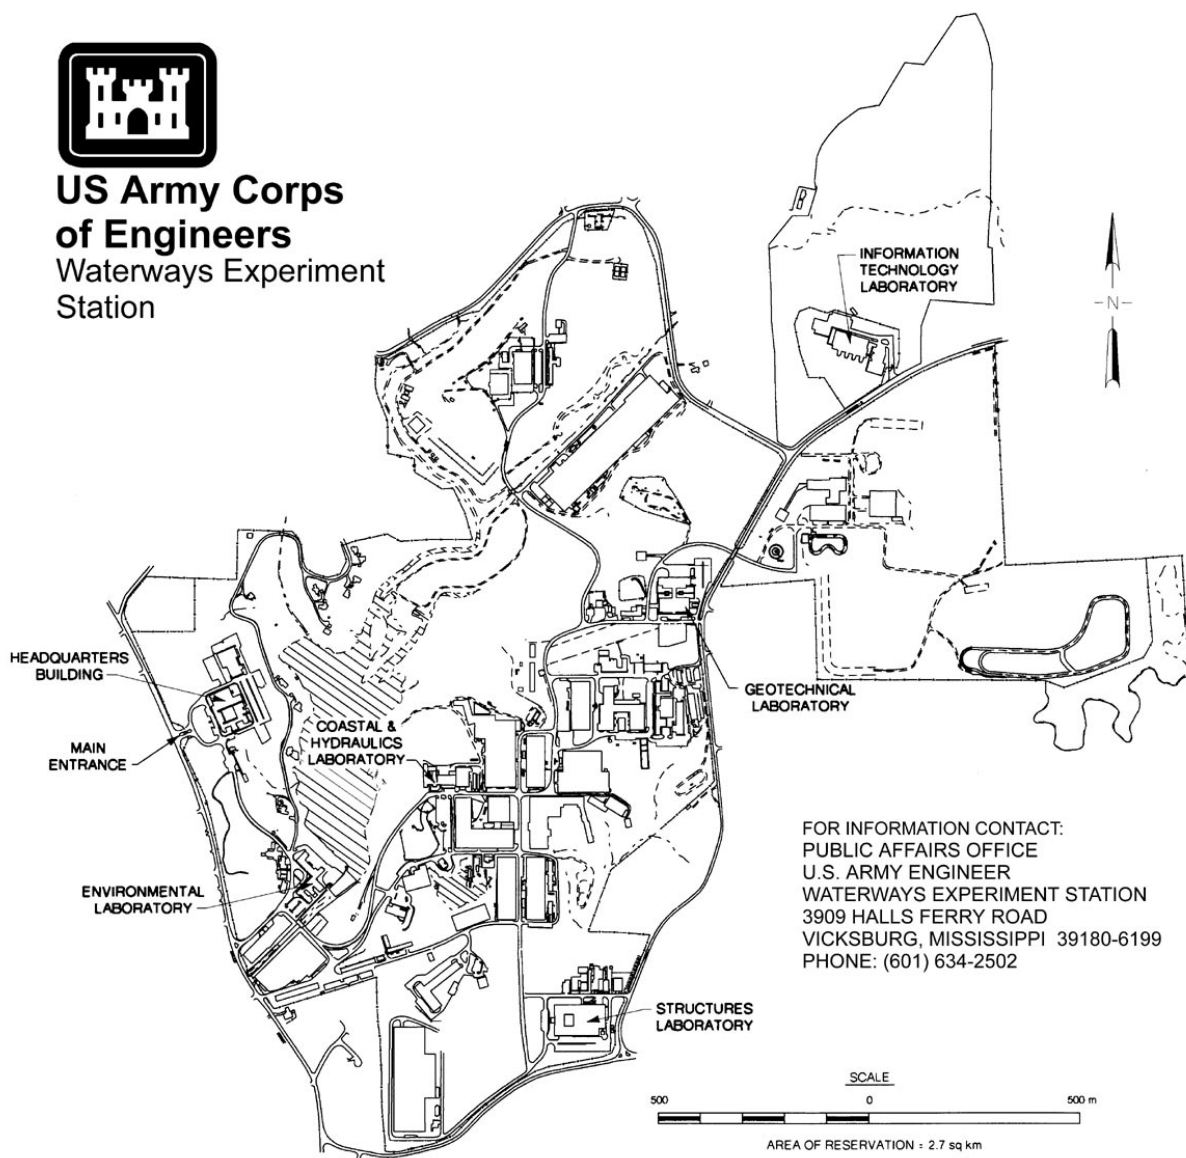 US Army Corps
of Engineers
Waterways Experiment
Station
INFORMATION
TECHNOLOGY
LABORATORY
N
HEADQUARTERS
BUILDING
MAIN
ENTRANCE
COASTAL &
HYDRAULICS
LABORATORY
GEOTECHNICAL
LABORATORY
ENVIRONMENTAL
LABORATORY
STRUCTURES
LABORATORY
FOR INFORMATION CONTACT:
PUBLIC AFFAIRS OFFICE
U.S. ARMY ENGINEER
WATERWAYS EXPERIMENT STATION
3909 HALLS FERRY ROAD
VICKSBURG, MISSISSIPPI 39180-6199
PHONE: (601) 634-2502
SCALE
500 0 500 m
AREA OF RESERVATION = 2.7 sq km